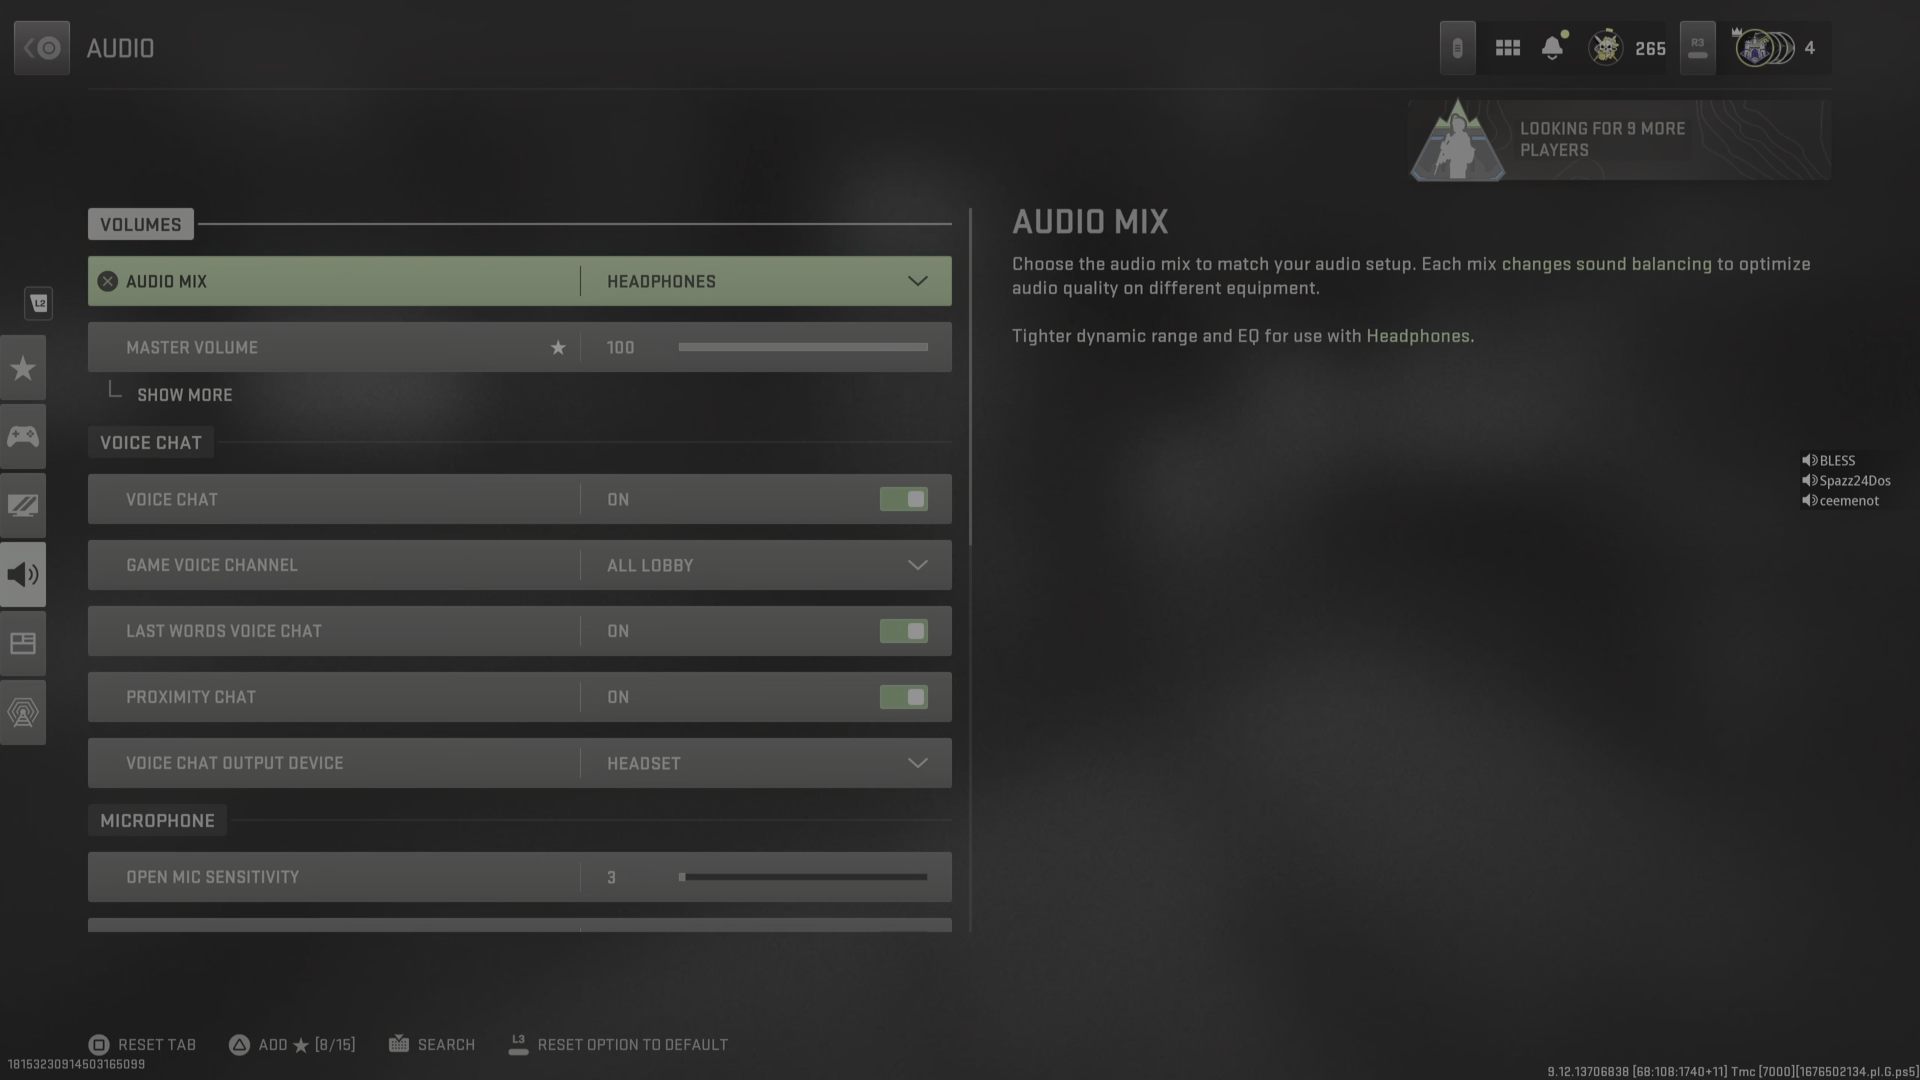 AUDIO
265
R3
4
LOOKING FOR 9 MORE
PLAYERS
VOLUMES
AUDIO MIX
HEADPHONES
L2
MASTER VOLUME
100
SHOW MORE
VOICE CHAT
VOICE CHAT
ON
GAME VOICE CHANNEL
ALL LOBBY
LAST WORDS VOICE CHAT
ON
PROXIMITY CHAT
ON
VOICE CHAT OUTPUT DEVICE
HEADSET
MICROPHONE
OPEN MIC SENSITIVITY
3
AUDIO MIX
Choose the audio mix to match your audio setup. Each mix changes sound balancing to optimize
audio quality on different equipment.
Tighter dynamic range and EQ for use with Headphones.
BLESS
Spazz24Dos
ceemenot
RESET TAB
ADD ★ [8/15]
SEARCH
L3
RESET OPTION TO DEFAULT
18153230914503165099
9.12.13706838 [68:108:1740+11] Tmc [7000][1676502134.pl.G.ps5]